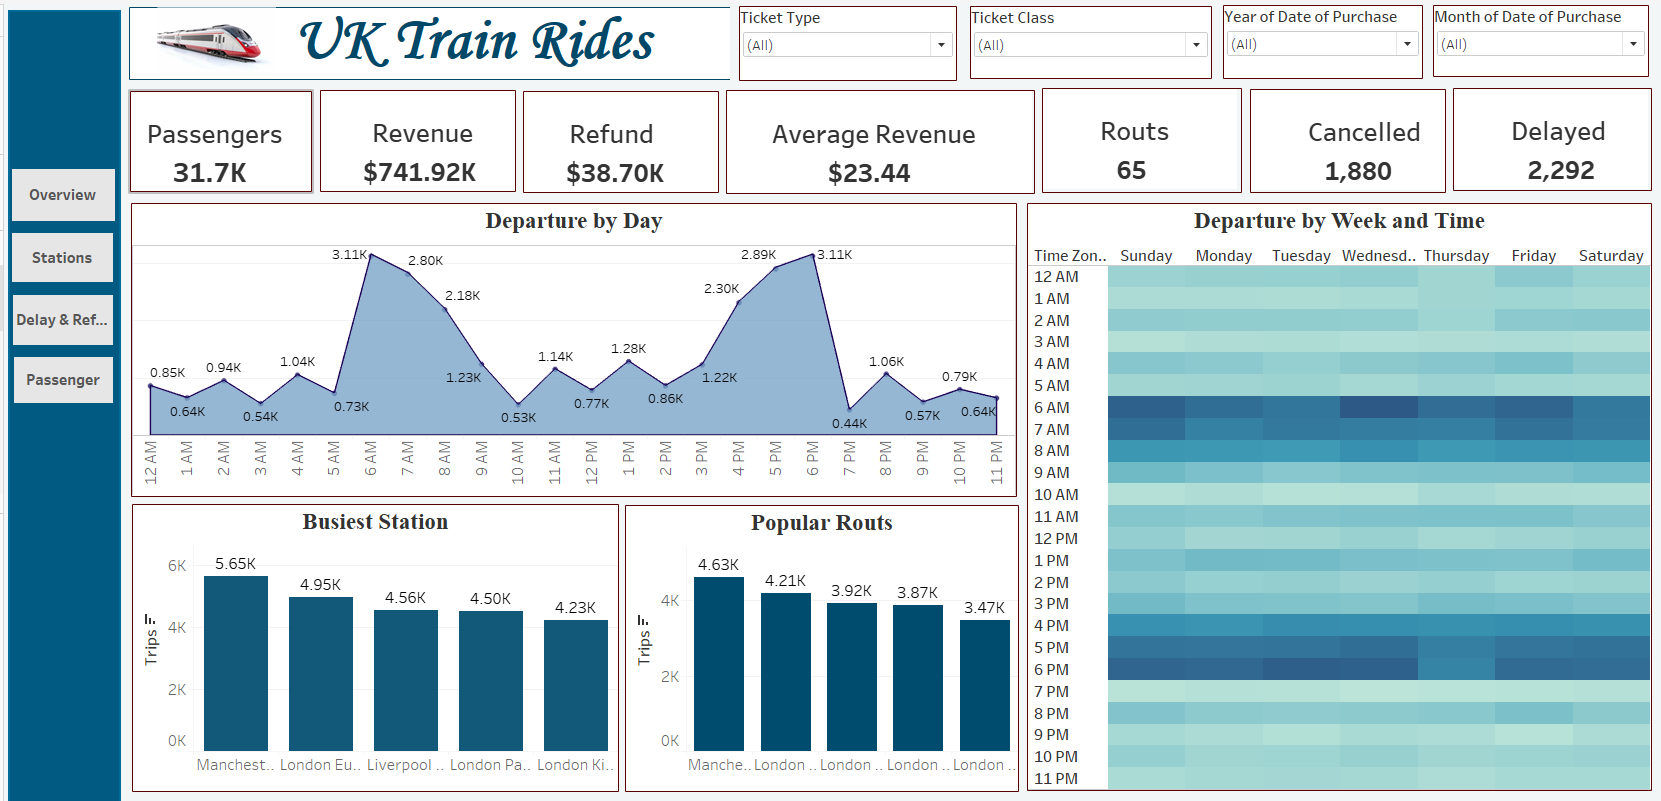 UK Train Rides
Ticket Type
(All)
Ticket Class
(All)
Year of Date of Purchase
(All)
Month of Date of Purchase
(All)
Overview
Stations
Delay & Ref...
Passenger
Passengers
31.7K
Revenue
$741.92K
Refund
$38.70K
Average Revenue
$23.44
Routs
65
Cancelled
1,880
Delayed
2,292
Departure by Day
0.85K
0.64K
0.94K
0.54K
1.04K
0.73K
3.11K
2.80K
2.18K
1.23K
0.53K
1.14K
0.77K
1.28K
0.86K
1.22K
2.30K
2.89K
3.11K
0.44K
1.06K
0.57K
0.79K
0.64K
12 AM
1 AM
2 AM
3 AM
4 AM
5 AM
6 AM
7 AM
8 AM
9 AM
10 AM
11 AM
12 PM
1 PM
2 PM
3 PM
4 PM
5 PM
6 PM
7 PM
8 PM
9 PM
10 PM
11 PM
Departure by Week and Time
Time Zon.. Sunday Monday Tuesday Wednesd.. Thursday Friday Saturday
12 AM
1 AM
2 AM
3 AM
4 AM
5 AM
6 AM
7 AM
8 AM
9 AM
10 AM
11 AM
12 PM
1 PM
2 PM
3 PM
4 PM
5 PM
6 PM
7 PM
8 PM
9 PM
10 PM
11 PM
Busiest Station
Trips
6K
4K
2K
0K
5.65K
4.95K
4.56K
4.50K
4.23K
Manchest.. London Eu.. Liverpool .. London Pa.. London Ki..
Popular Routs
Trips
4K
2K
0K
4.63K
4.21K
3.92K
3.87K
3.47K
Manche.. London .. London .. London .. London ..